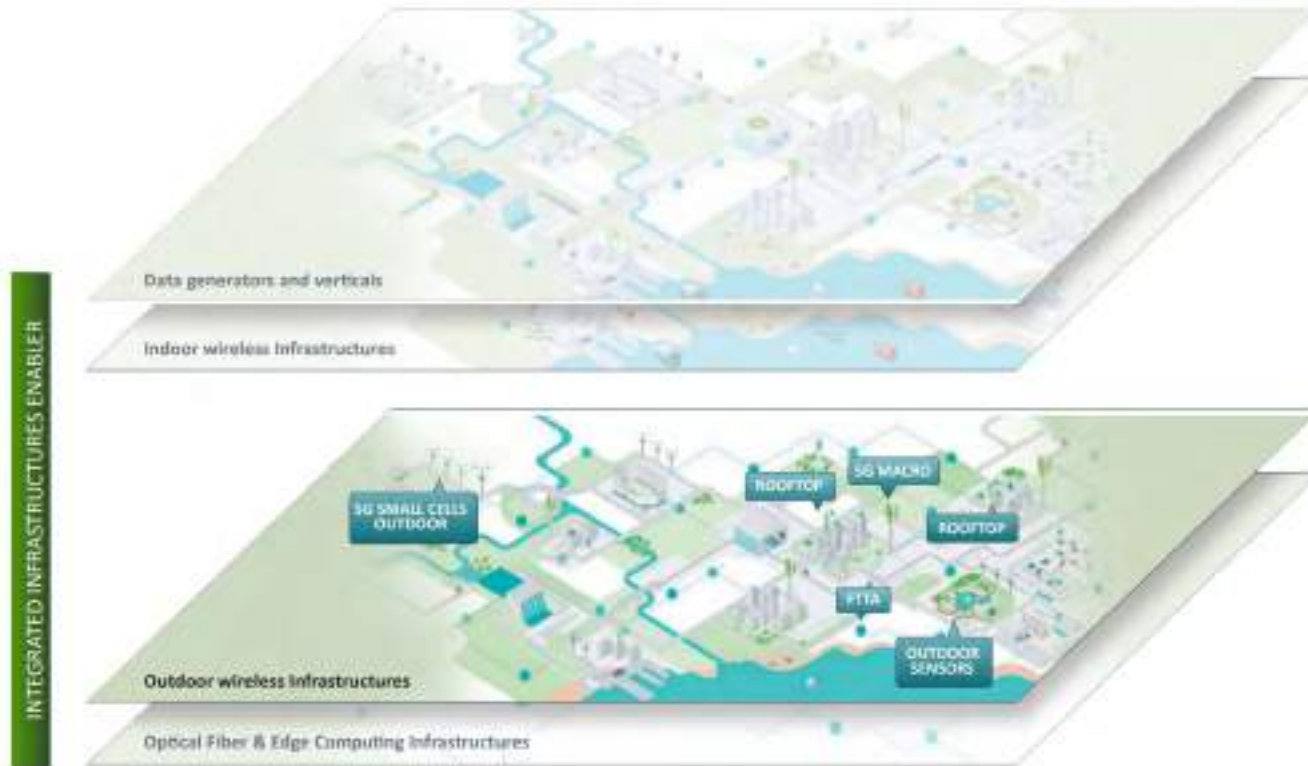 Data generators and verticals
INTEGRATED INFRASTRUCTURES ENABLER
Indoor wireless Infrastructures
ROOFTOP
5G MACRO
5G SMALL CELLS
OUTDOOR
ROOFTOP
FTTA
OUTDOOR
SENSORS
Outdoor wireless Infrastructures
Optical Fiber & Edge Computing Infrastructures